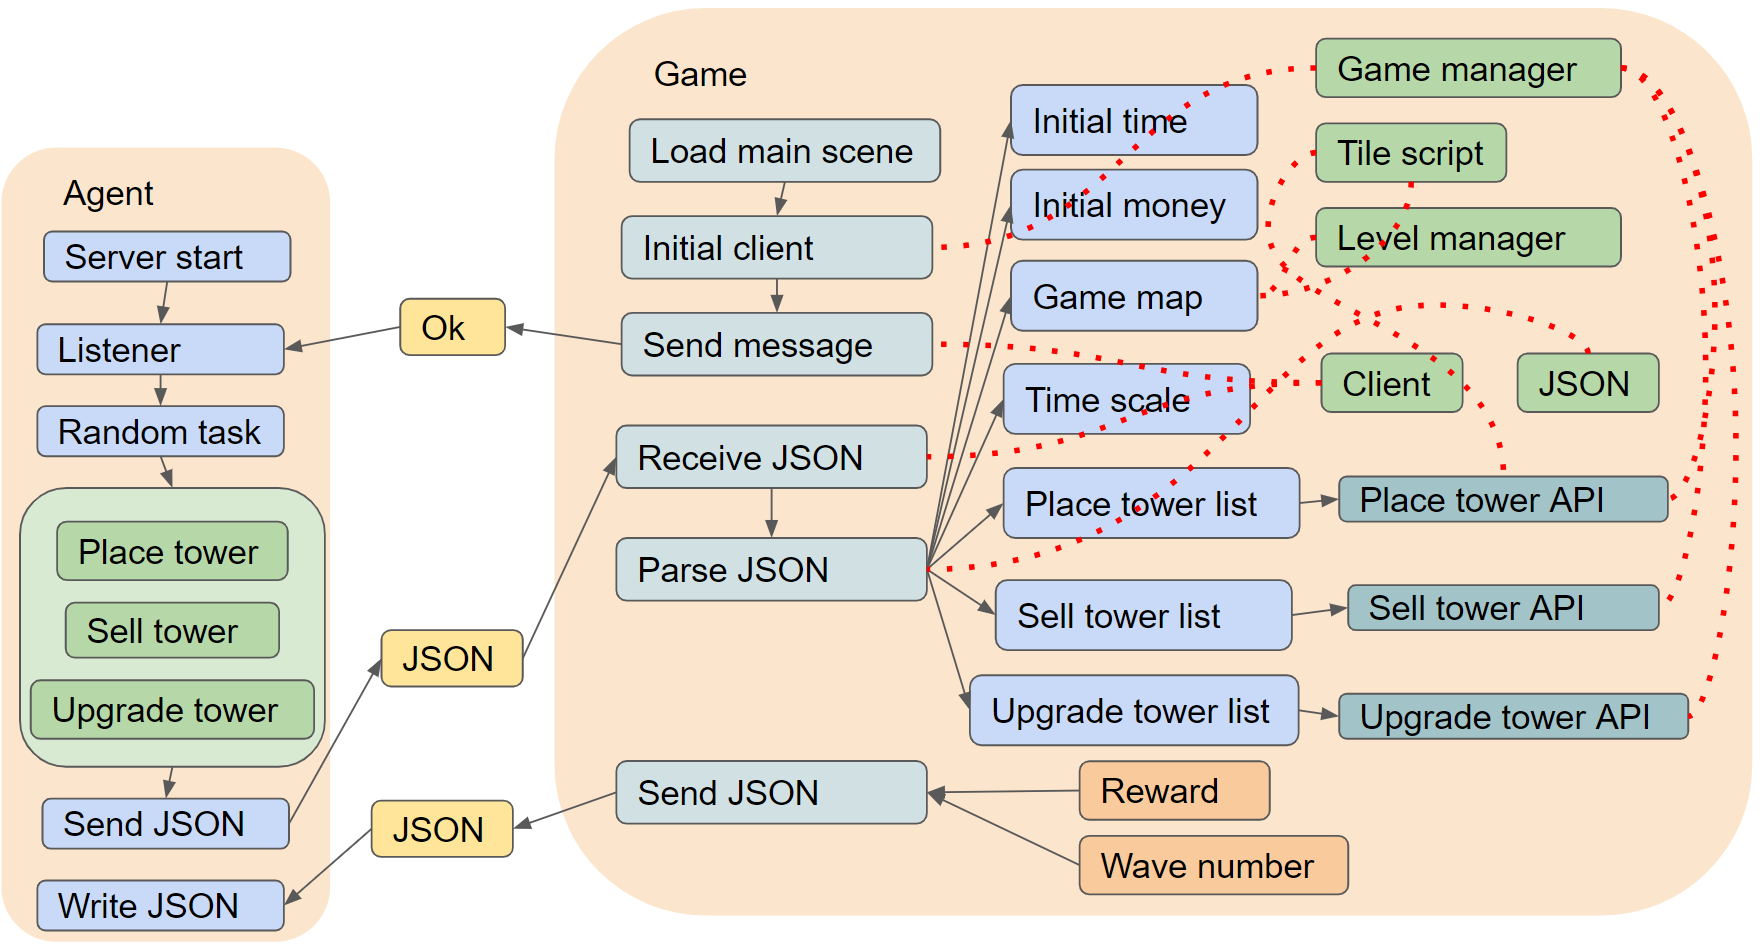 Agent
Server start
Listener
Random task
Place tower
Sell tower
Upgrade tower
Send JSON
Write JSON
Ok
JSON
JSON
Game
Load main scene
Initial client
Send message
Receive JSON
Parse JSON
Send JSON
Initial time
Initial money
Game map
Time scale
Place tower list
Sell tower list
Upgrade tower list
Reward
Wave number
Game manager
Tile script
Level manager
Client
JSON
Place tower API
Sell tower API
Upgrade tower API